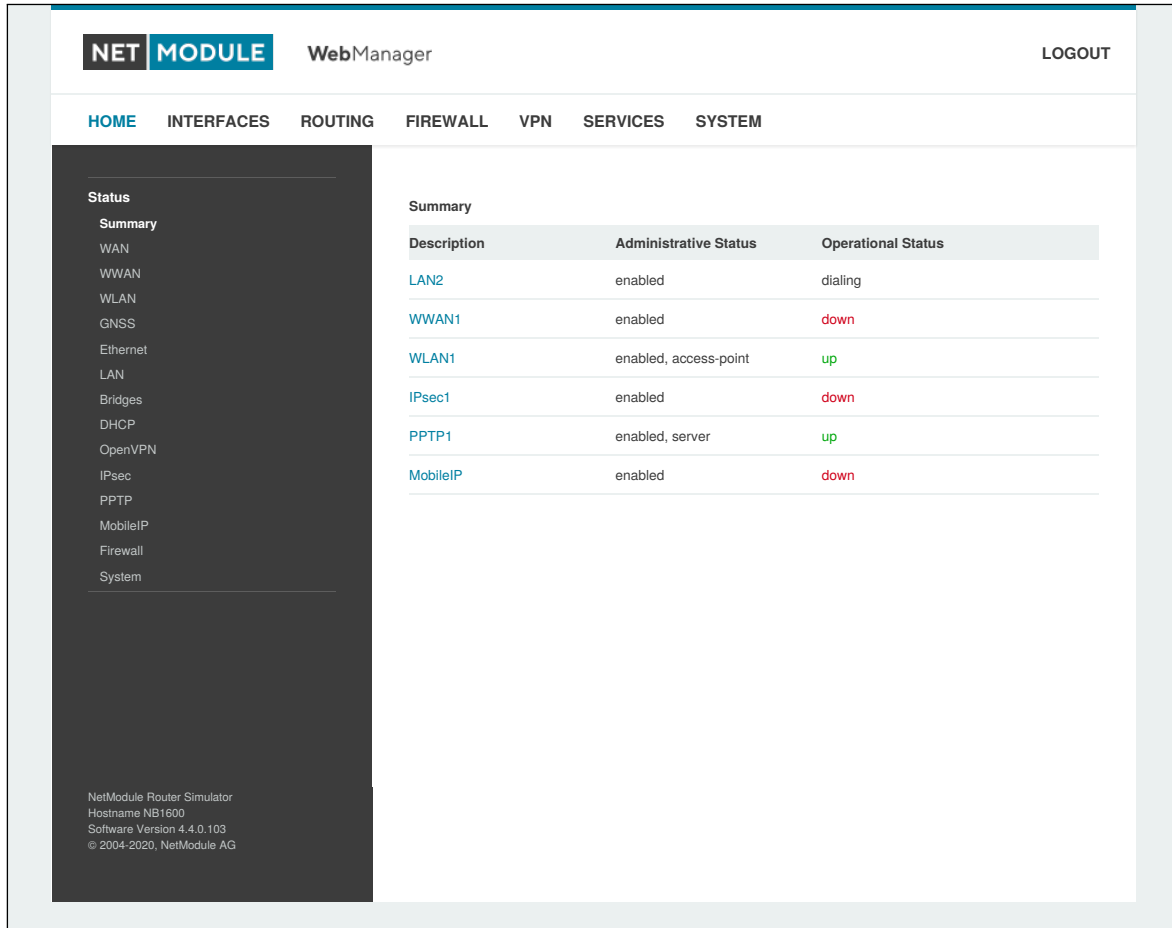 NET MODULE WebManager LOGOUT
HOME INTERFACES ROUTING FIREWALL VPN SERVICES SYSTEM
Status
Summary
WAN
WWAN
WLAN
GNSS
Ethernet
LAN
Bridges
DHCP
OpenVPN
IPsec
PPTP
MobileIP
Firewall
System
NetModule Router Simulator
Hostname NB1600
Software Version 4.4.0.103
© 2004-2020, NetModule AG
Summary
Description Administrative Status Operational Status
LAN2 enabled dialing
WWAN1 enabled down
WLAN1 enabled, access-point up
IPsec1 enabled down
PPTP1 enabled, server up
MobileIP enabled down